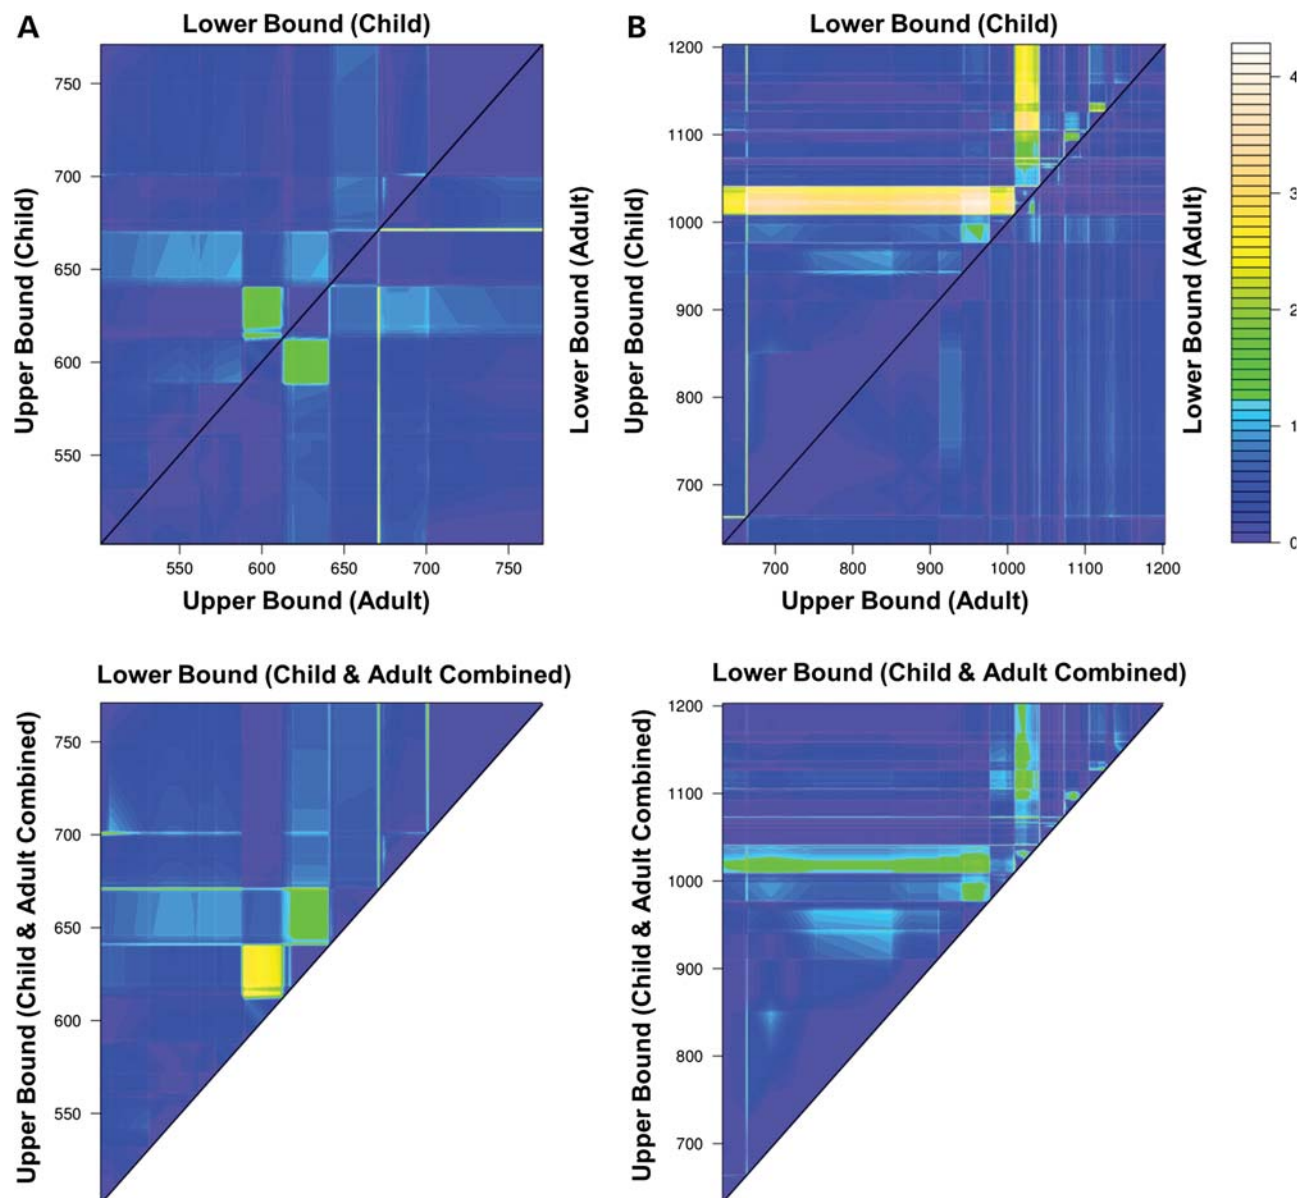 A
Lower Bound (Child)
B
Lower Bound (Child)
750
700
650
600
550
Upper Bound (Child)
Lower Bound (Adult)
550 600 650 700 750
Upper Bound (Adult)
1200
1100
1000
900
800
700
Upper Bound (Child)
Lower Bound (Adult)
700 800 900 1000 1100 1200
Upper Bound (Adult)
4
3
2
1
0
Lower Bound (Child & Adult Combined)
Lower Bound (Child & Adult Combined)
750
700
650
600
550
Upper Bound (Child & Adult Combined)
1200
1100
1000
900
800
700
Upper Bound (Child & Adult Combined)